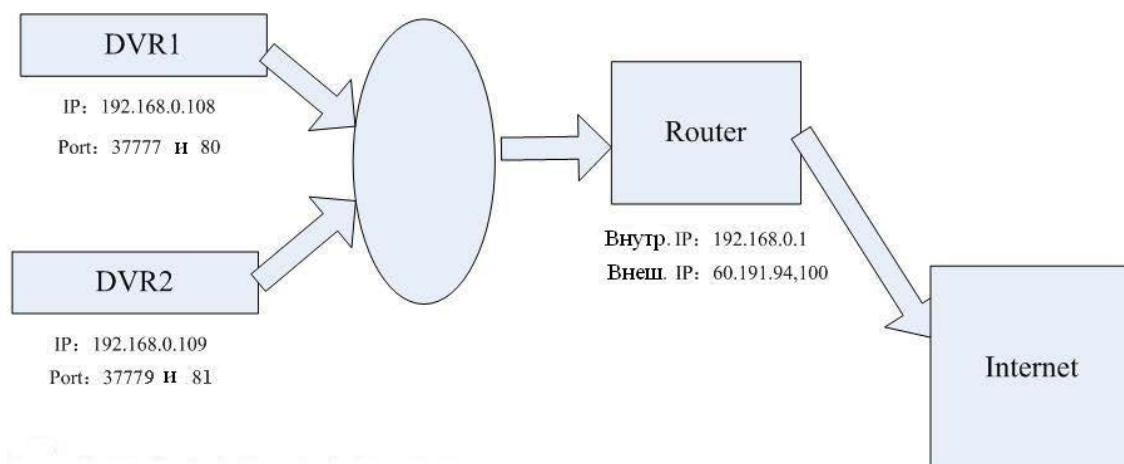 DVR1
IP：192.168.0.108
Port：37777 и 80
Router
Внутр. IP：192.168.0.1
Внеш. IP：60.191.94,100
DVR2
IP：192.168.0.109
Port：37779 и 81
Internet